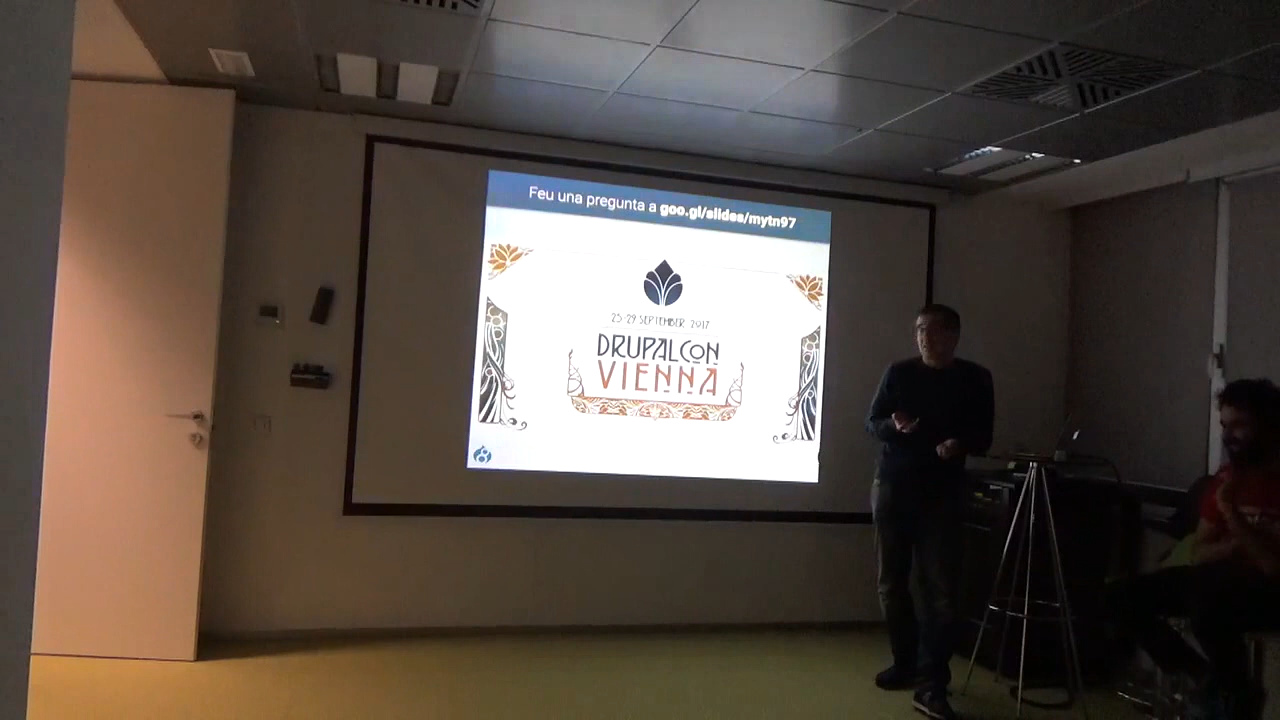 Feu una pregunta a goo.gl/slides/mytn97
25-29 SEPTEMBER 2017
DRUPALCON
VIENNA